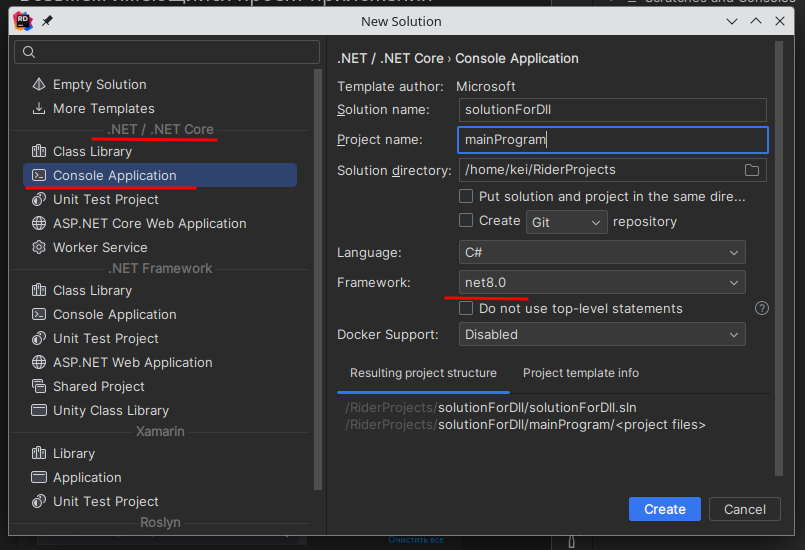 New Solution
Empty Solution
More Templates
.NET / .NET Core
Class Library
Console Application
Unit Test Project
ASP.NET Core Web Application
Worker Service
.NET Framework
Class Library
Console Application
Unit Test Project
ASP.NET Web Application
Shared Project
Unity Class Library
Xamarin
Library
Application
Unit Test Project
Roslyn
.NET / .NET Core › Console Application
Template author: Microsoft
Solution name: solutionForDll
Project name: mainProgram
Solution directory: /home/kei/RiderProjects
Put solution and project in the same dire...
Create Git repository
Language: C#
Framework: net8.0
Do not use top-level statements
Docker Support: Disabled
Resulting project structure Project template info
/RiderProjects/solutionForDll/solutionForDll.sln
/RiderProjects/solutionForDll/mainProgram/<project files>
Create Cancel
Очистить все